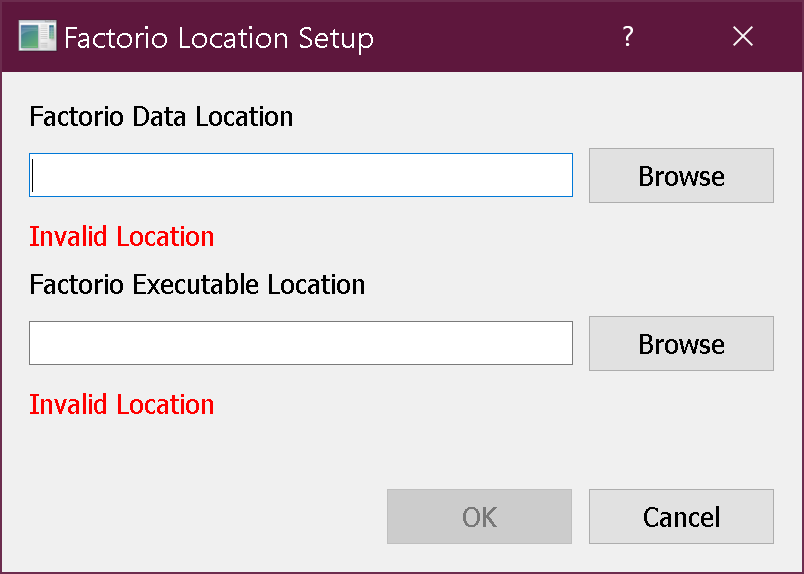 Factorio Location Setup ?
Factorio Data Location
Browse
Invalid Location
Factorio Executable Location
Browse
Invalid Location
OK Cancel